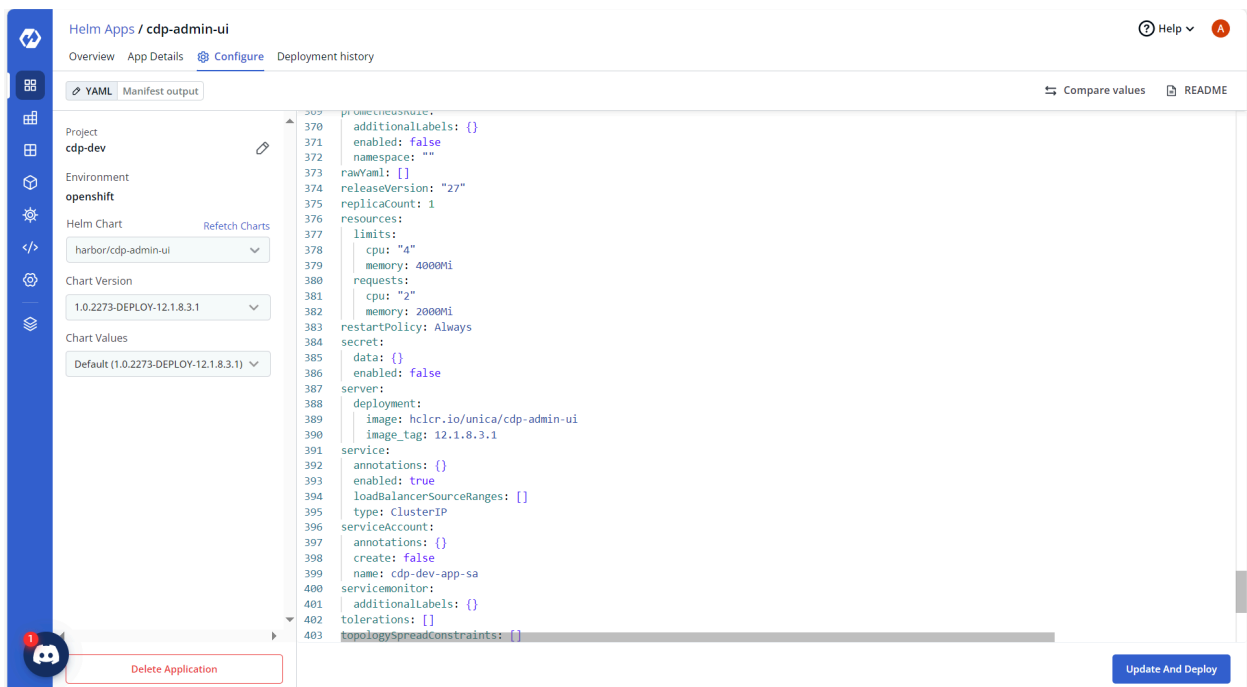 Helm Apps / cdp-admin-ui
Help
A
Overview App Details Configure Deployment history
YAML Manifest output
Compare values README
Project
cdp-dev
Environment
openshift
Helm Chart Refetch Charts
harbor/cdp-admin-ui
Chart Version
1.0.2273-DEPLOY-12.1.8.3.1
Chart Values
Default (1.0.2273-DEPLOY-12.1.8.3.1)
369 prometheusRule:
370 additionalLabels: {}
371 enabled: false
372 namespace: ""
373 rawYaml: []
374 releaseVersion: "27"
375 replicaCount: 1
376 resources:
377 limits:
378 cpu: "4"
379 memory: 4000Mi
380 requests:
381 cpu: "2"
382 memory: 2000Mi
383 restartPolicy: Always
384 secret:
385 data: {}
386 enabled: false
387 server:
388 deployment:
389 image: hclcr.io/unica/cdp-admin-ui
390 image_tag: 12.1.8.3.1
391 service:
392 annotations: {}
393 enabled: true
394 loadBalancerSourceRanges: []
395 type: ClusterIP
396 serviceAccount:
397 annotations: {}
398 create: false
399 name: cdp-dev-app-sa
400 servicemonitor:
401 additionalLabels: {}
402 tolerations: []
403 topologySpreadConstraints: []
1
Delete Application
Update And Deploy